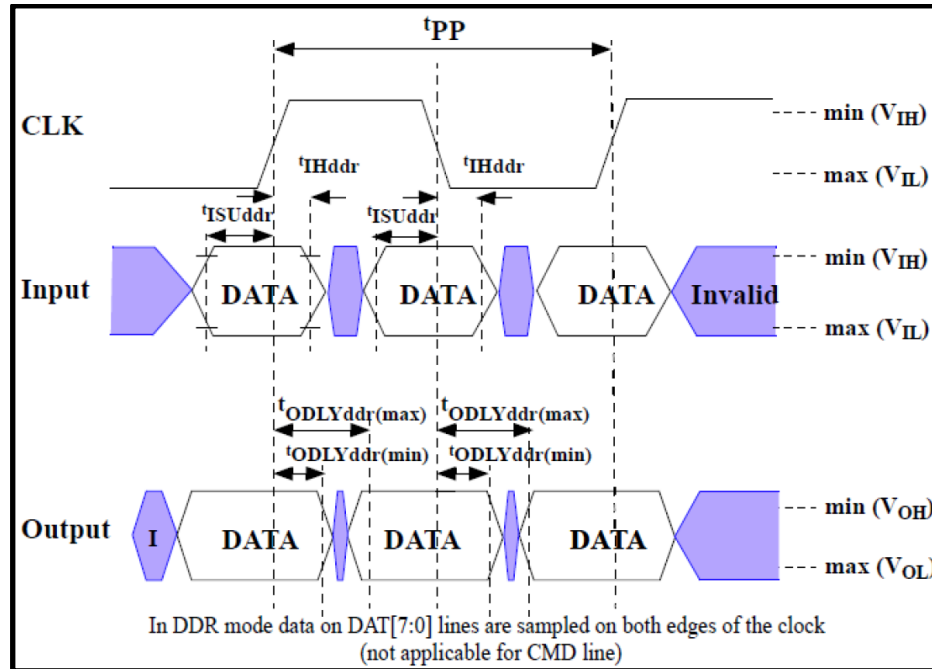 tPP
CLK
min (VIH)
max (VIL)
tIHddr
tIHddr
tISUddr
tISUddr
Input
DATA
DATA
DATA
Invalid
min (VIH)
max (VIL)
tODLYddr(max)
tODLYddr(max)
tODLYddr(min)
tODLYddr(min)
Output
I
DATA
DATA
DATA
min (VOH)
max (VOL)
In DDR mode data on DAT[7:0] lines are sampled on both edges of the clock
(not applicable for CMD line)